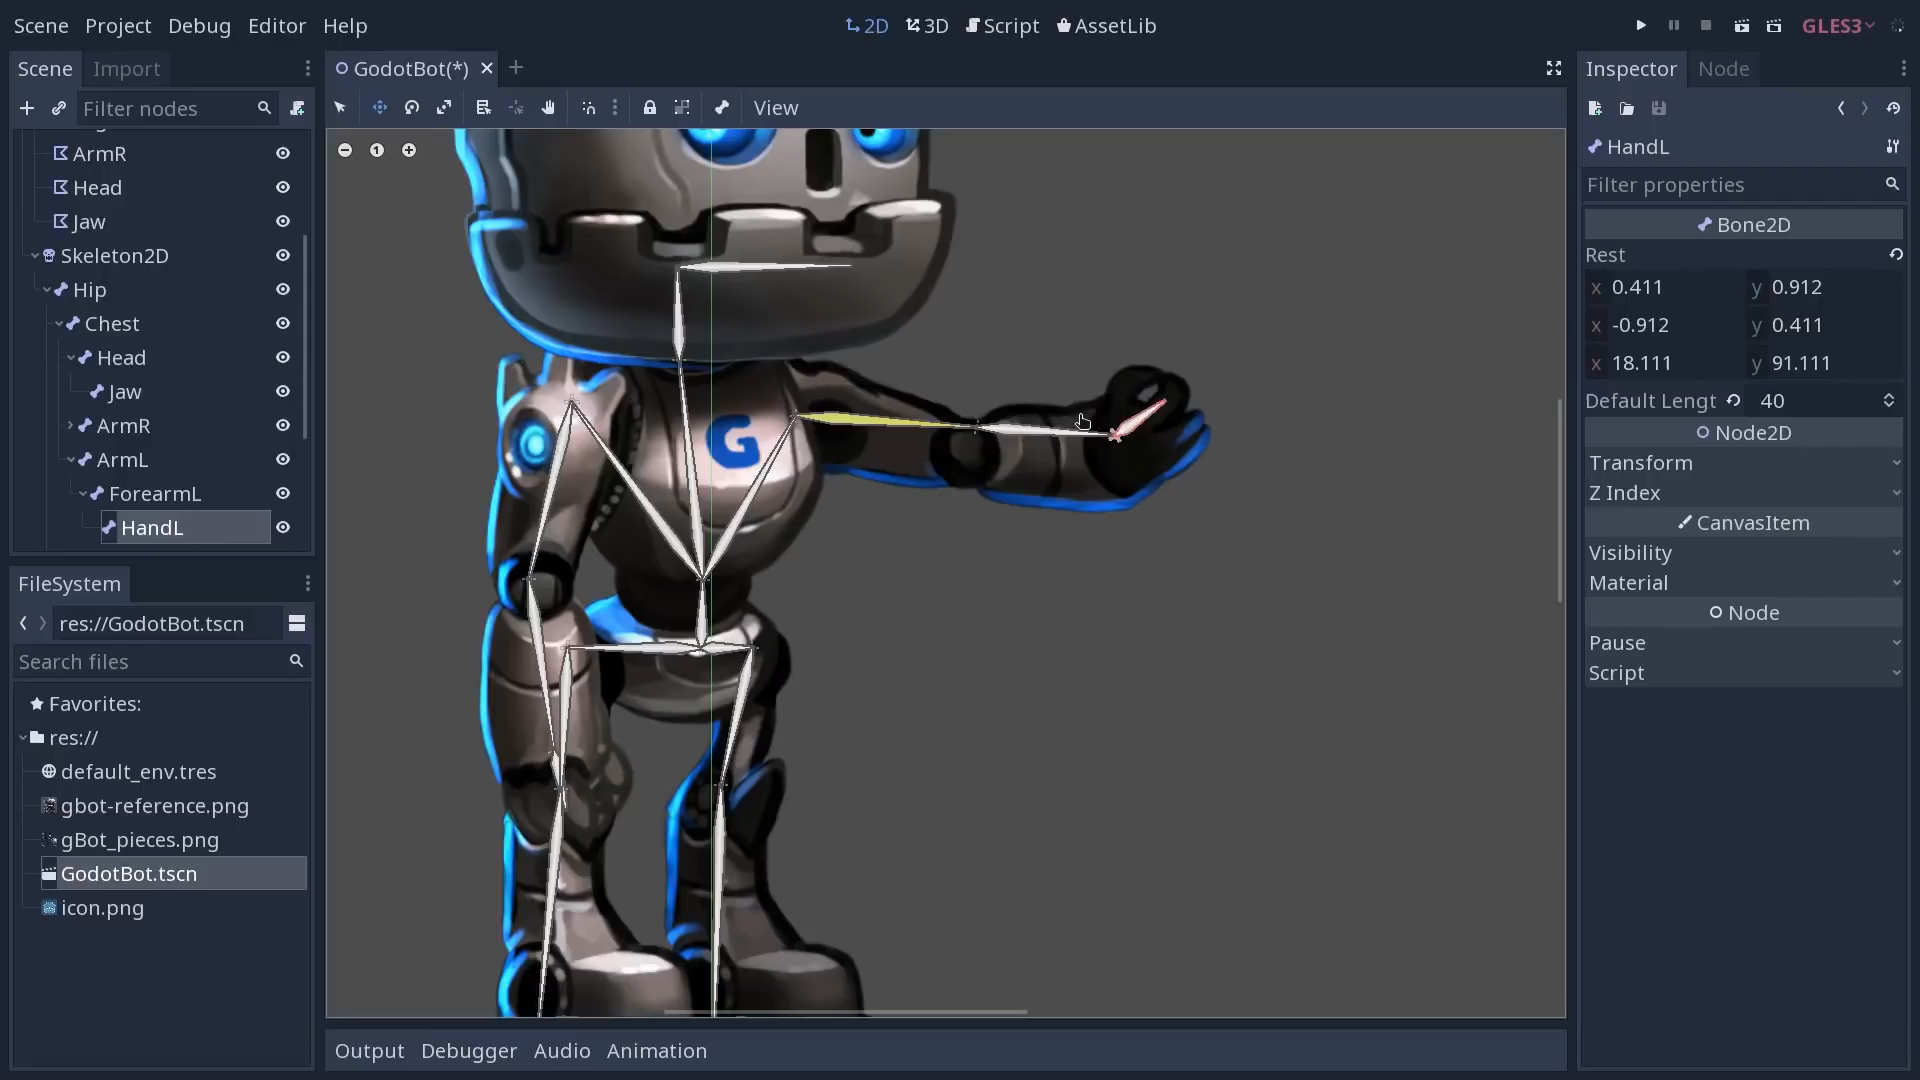 Scene Project Debug Editor Help
2D 3D Script AssetLib
GLES3
Scene Import
Filter nodes
ArmR
Head
Jaw
Skeleton2D
Hip
Chest
Head
Jaw
ArmR
ArmL
ForearmL
HandL
FileSystem
res://GodotBot.tscn
Search files
Favorites:
res://
default_env.tres
gbot-reference.png
gBot_pieces.png
GodotBot.tscn
icon.png
GodotBot(*)
View
1
G
Output Debugger Audio Animation
Inspector Node
HandL
Filter properties
Bone2D
Rest
x 0.411 y 0.912
x -0.912 y 0.411
x 18.111 y 91.111
Default Lengt 40
Node2D
Transform
Z Index
CanvasItem
Visibility
Material
Node
Pause
Script